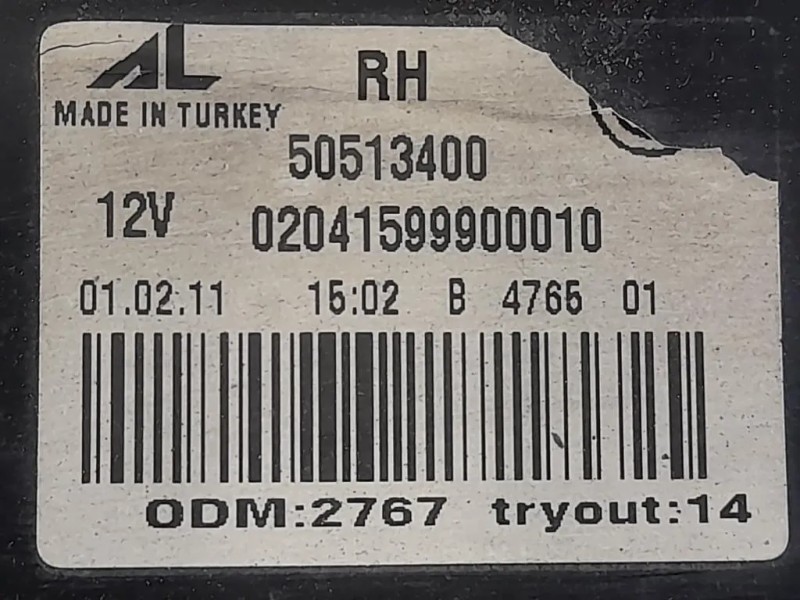 AL
RH
MADE IN TURKEY
50513400
12V 02041599900010
01.02.11 15:02 B 4765 01
ODM:2767 tryout:14